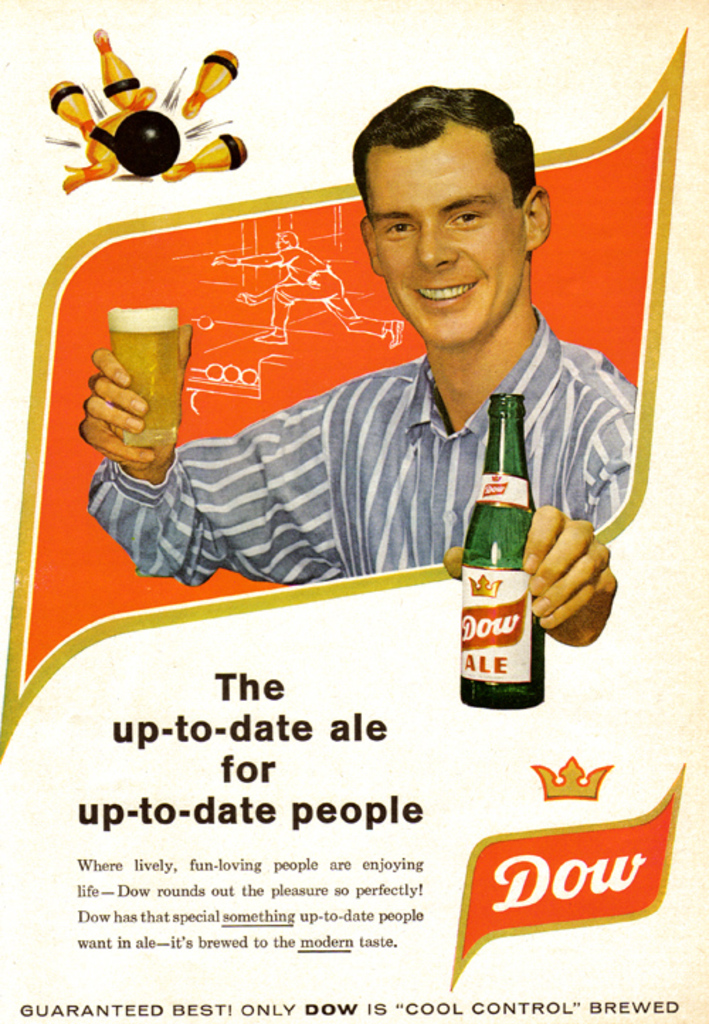 Dow
Dow
ALE
The
up-to-date ale
for
up-to-date people
Where lively, fun-loving people are enjoying
life—Dow rounds out the pleasure so perfectly!
Dow has that special something up-to-date people
want in ale—it's brewed to the modern taste.
Dow
GUARANTEED BEST! ONLY DOW IS "COOL CONTROL" BREWED